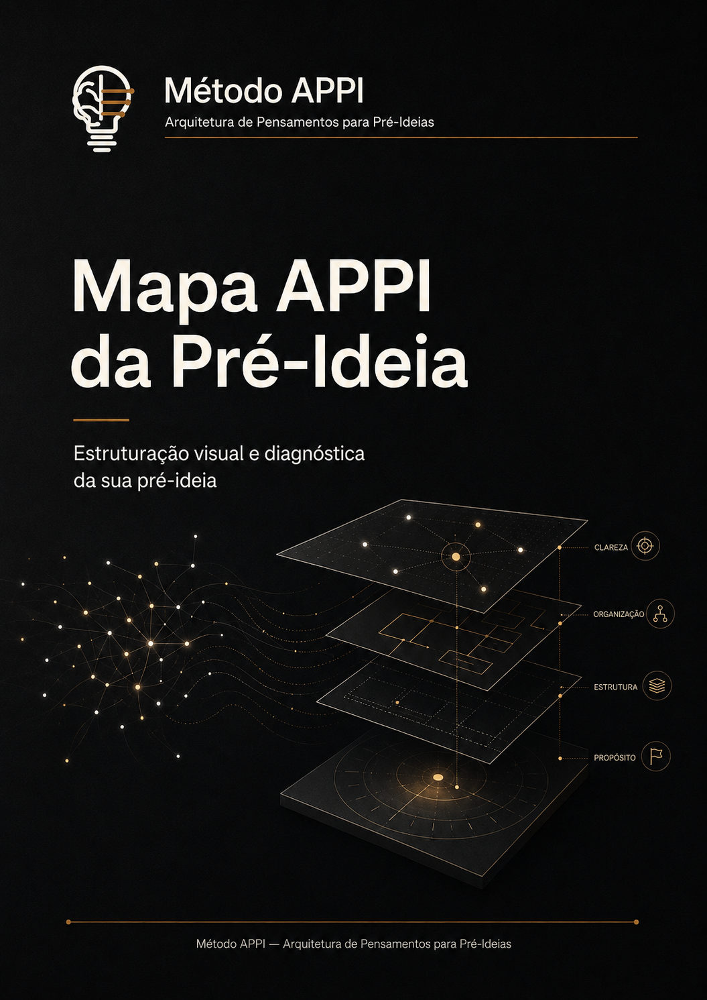 Método APPI
Arquitetura de Pensamentos para Pré-Ideias
Mapa APPI
da Pré-Ideia
Estruturação visual e diagnóstica
da sua pré-ideia
CLAREZA
ORGANIZAÇÃO
ESTRUTURA
PROPÓSITO
Método APPI — Arquitetura de Pensamentos para Pré-Ideias